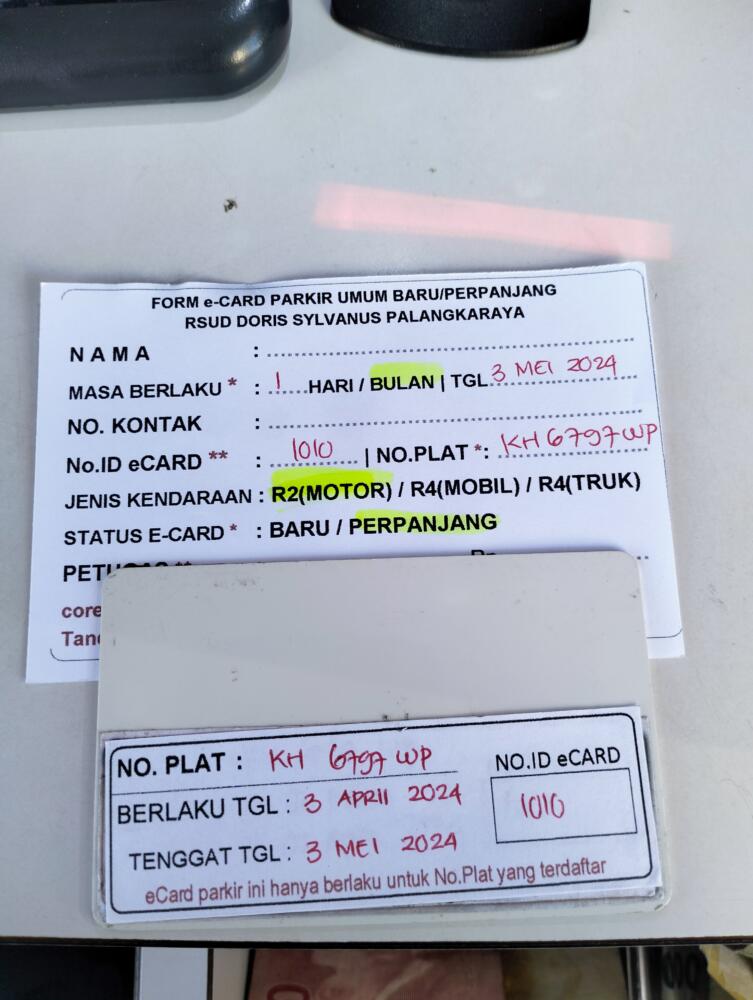 FORM e-CARD PARKIR UMUM BARU/PERPANJANG
RSUD DORIS SYLVANUS PALANGKARAYA
N A M A :
MASA BERLAKU * : 1 HARI / BULAN | TGL 3 MEI 2024
NO. KONTAK :
No.ID eCARD ** : 1010 | NO.PLAT *: KH 6797 WP
JENIS KENDARAAN : R2(MOTOR) / R4(MOBIL) / R4(TRUK)
STATUS E-CARD * : BARU / PERPANJANG
NO. PLAT : KH 6797 WP
NO.ID eCARD
BERLAKU TGL : 3 APRIL 2024
1010
TENGGAT TGL : 3 MEI 2024
eCard parkir ini hanya berlaku untuk No.Plat yang terdaftar